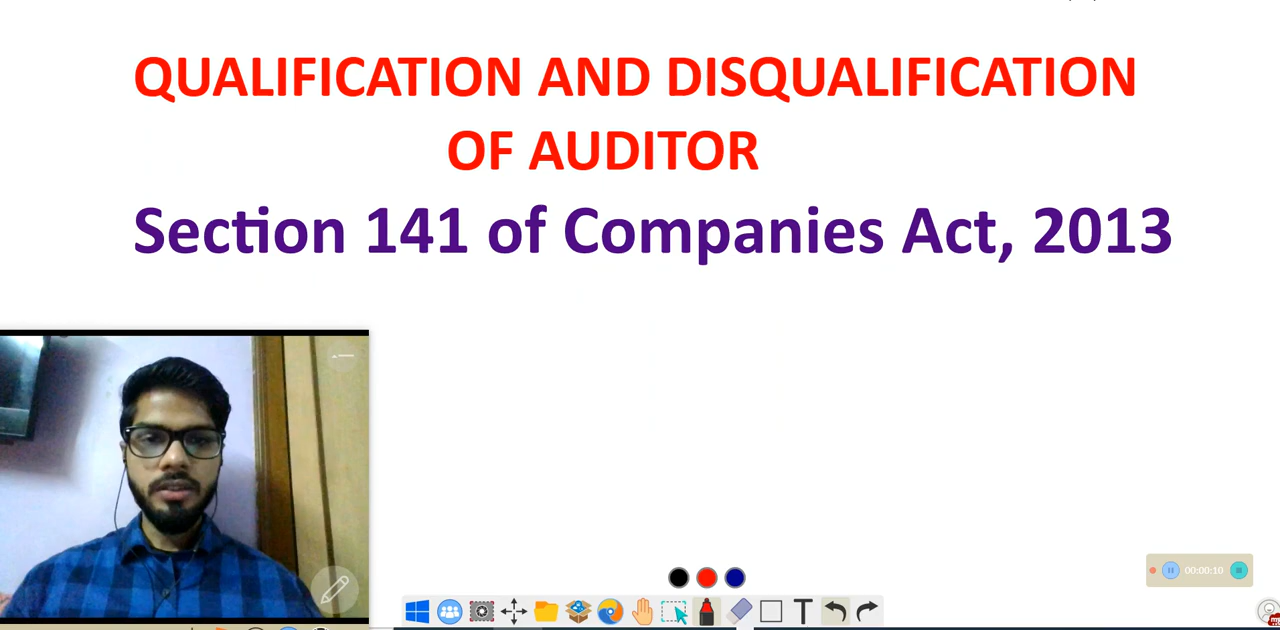 QUALIFICATION AND DISQUALIFICATION
OF AUDITOR
Section 141 of Companies Act, 2013
00:00:10
T